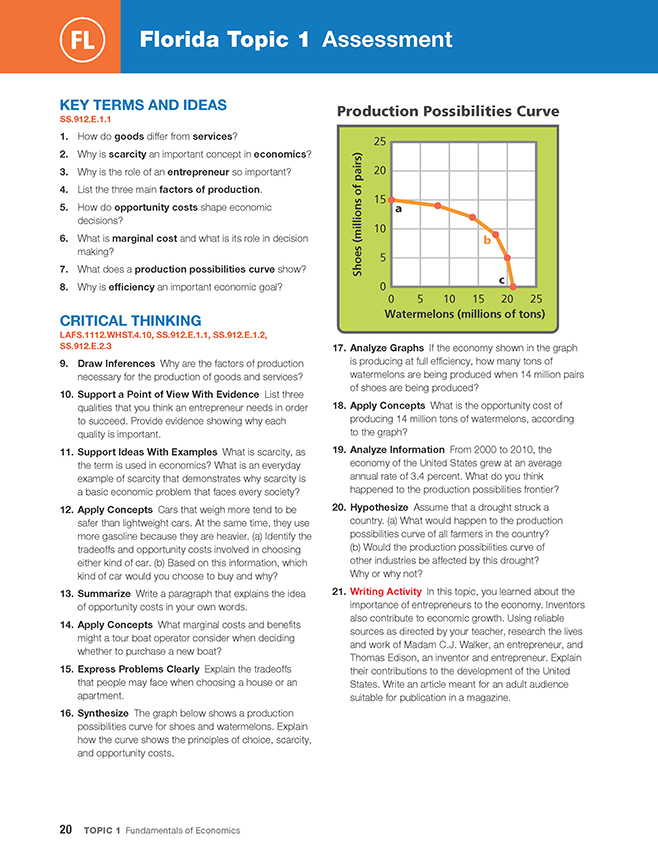 FL
Florida Topic 1 Assessment
KEY TERMS AND IDEAS
SS.912.E.1.1
1. How do goods differ from services?
2. Why is scarcity an important concept in economics?
3. Why is the role of an entrepreneur so important?
4. List the three main factors of production.
5. How do opportunity costs shape economic
decisions?
6. What is marginal cost and what is its role in decision
making?
7. What does a production possibilities curve show?
8. Why is efficiency an important economic goal?
CRITICAL THINKING
LAFS.1112.WHST.4.10, SS.912.E.1.1, SS.912.E.1.2,
SS.912.E.2.3
9. Draw Inferences Why are the factors of production
necessary for the production of goods and services?
10. Support a Point of View With Evidence List three
qualities that you think an entrepreneur needs in order
to succeed. Provide evidence showing why each
quality is important.
11. Support Ideas With Examples What is scarcity, as
the term is used in economics? What is an everyday
example of scarcity that demonstrates why scarcity is
a basic economic problem that faces every society?
12. Apply Concepts Cars that weigh more tend to be
safer than lightweight cars. At the same time, they use
more gasoline because they are heavier. (a) Identify the
tradeoffs and opportunity costs involved in choosing
either kind of car. (b) Based on this information, which
kind of car would you choose to buy and why?
13. Summarize Write a paragraph that explains the idea
of opportunity costs in your own words.
14. Apply Concepts What marginal costs and benefits
might a tour boat operator consider when deciding
whether to purchase a new boat?
15. Express Problems Clearly Explain the tradeoffs
that people may face when choosing a house or an
apartment.
16. Synthesize The graph below shows a production
possibilities curve for shoes and watermelons. Explain
how the curve shows the principles of choice, scarcity,
and opportunity costs.
Production Possibilities Curve
Shoes (millions of pairs)
25
20
15
10
5
0
a
b
c
0 5 10 15 20 25
Watermelons (millions of tons)
17. Analyze Graphs If the economy shown in the graph
is producing at full efficiency, how many tons of
watermelons are being produced when 14 million pairs
of shoes are being produced?
18. Apply Concepts What is the opportunity cost of
producing 14 million tons of watermelons, according
to the graph?
19. Analyze Information From 2000 to 2010, the
economy of the United States grew at an average
annual rate of 3.4 percent. What do you think
happened to the production possibilities frontier?
20. Hypothesize Assume that a drought struck a
country. (a) What would happen to the production
possibilities curve of all farmers in the country?
(b) Would the production possibilities curve of
other industries be affected by this drought?
Why or why not?
21. Writing Activity In this topic, you learned about the
importance of entrepreneurs to the economy. Inventors
also contribute to economic growth. Using reliable
sources as directed by your teacher, research the lives
and work of Madam C.J. Walker, an entrepreneur, and
Thomas Edison, an inventor and entrepreneur. Explain
their contributions to the development of the United
States. Write an article meant for an adult audience
suitable for publication in a magazine.
20 TOPIC 1 Fundamentals of Economics